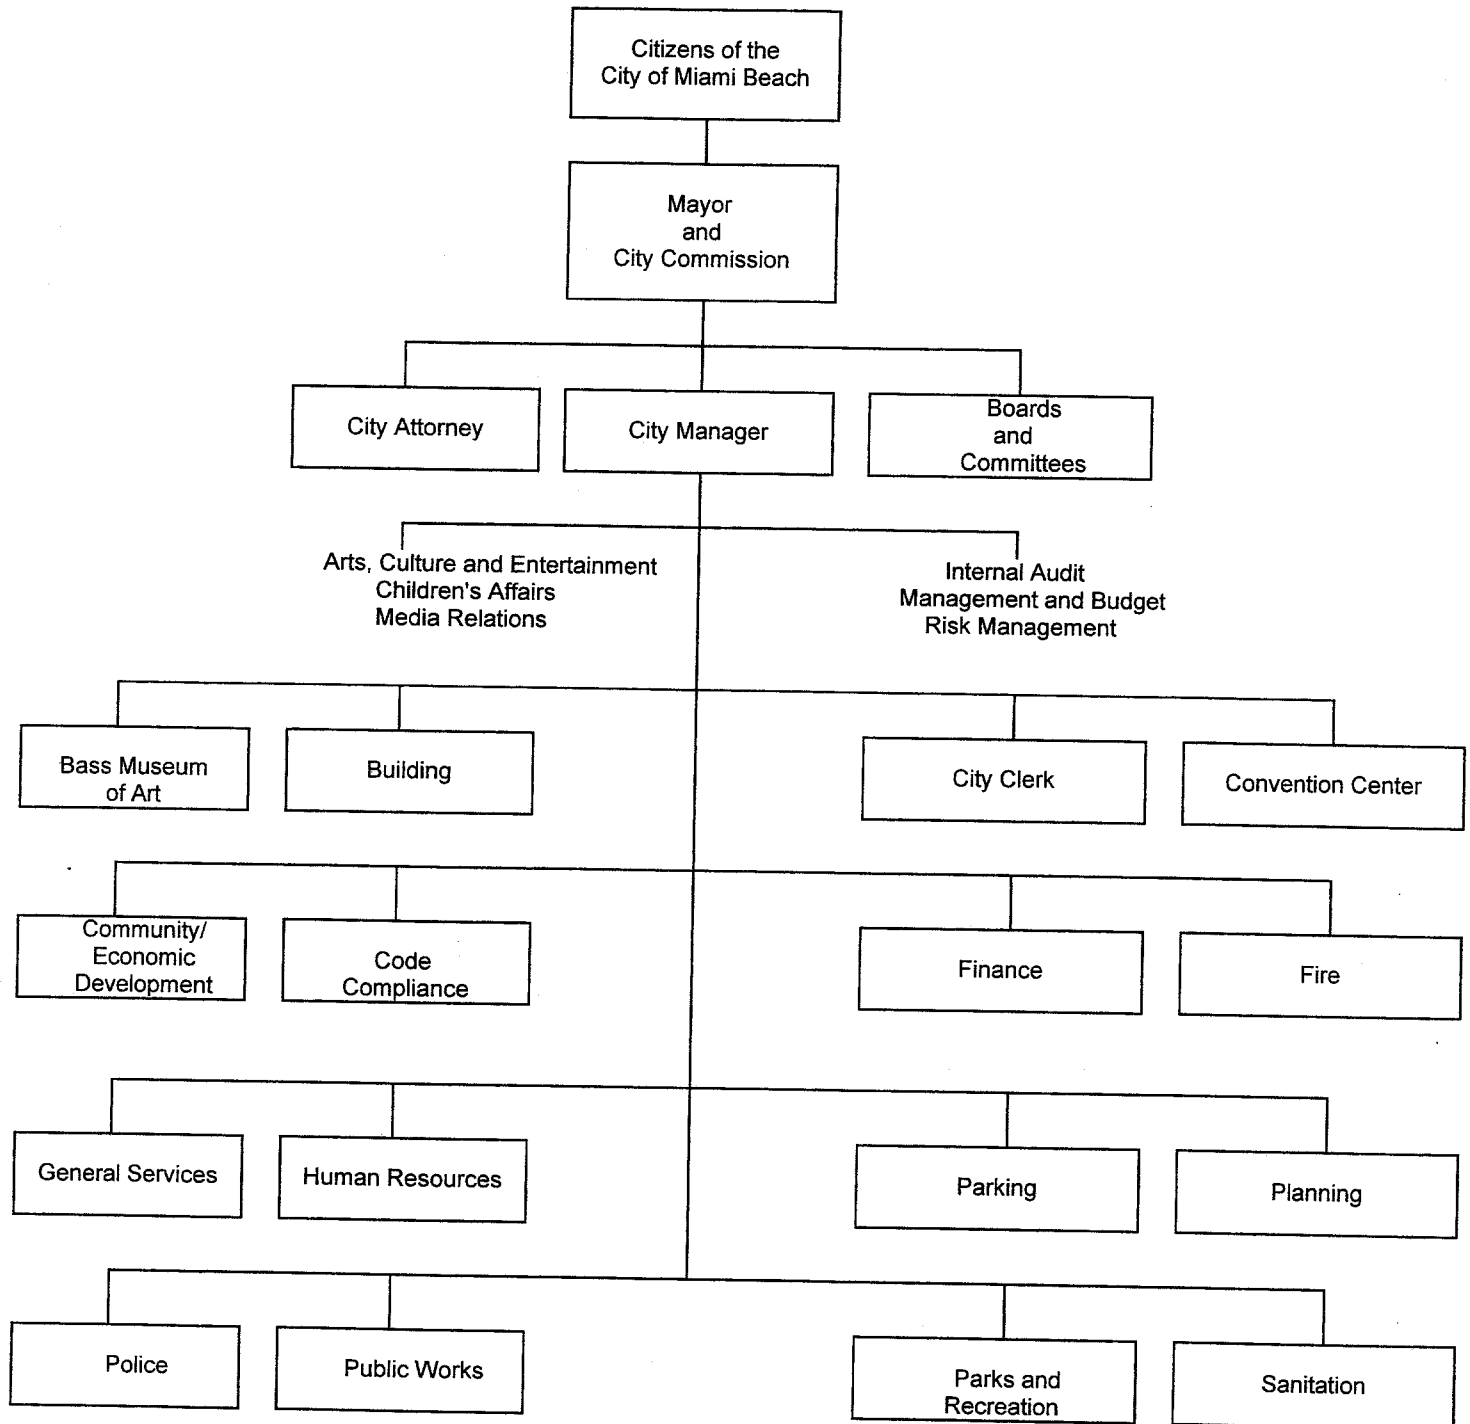 Citizens of the
City of Miami Beach
Mayor
and
City Commission
City Attorney
City Manager
Boards
and
Committees
Arts, Culture and Entertainment
Children's Affairs
Media Relations
Internal Audit
Management and Budget
Risk Management
Bass Museum
of Art
Building
City Clerk
Convention Center
Community/
Economic
Development
Code
Compliance
Finance
Fire
General Services
Human Resources
Parking
Planning
Police
Public Works
Parks and
Recreation
Sanitation